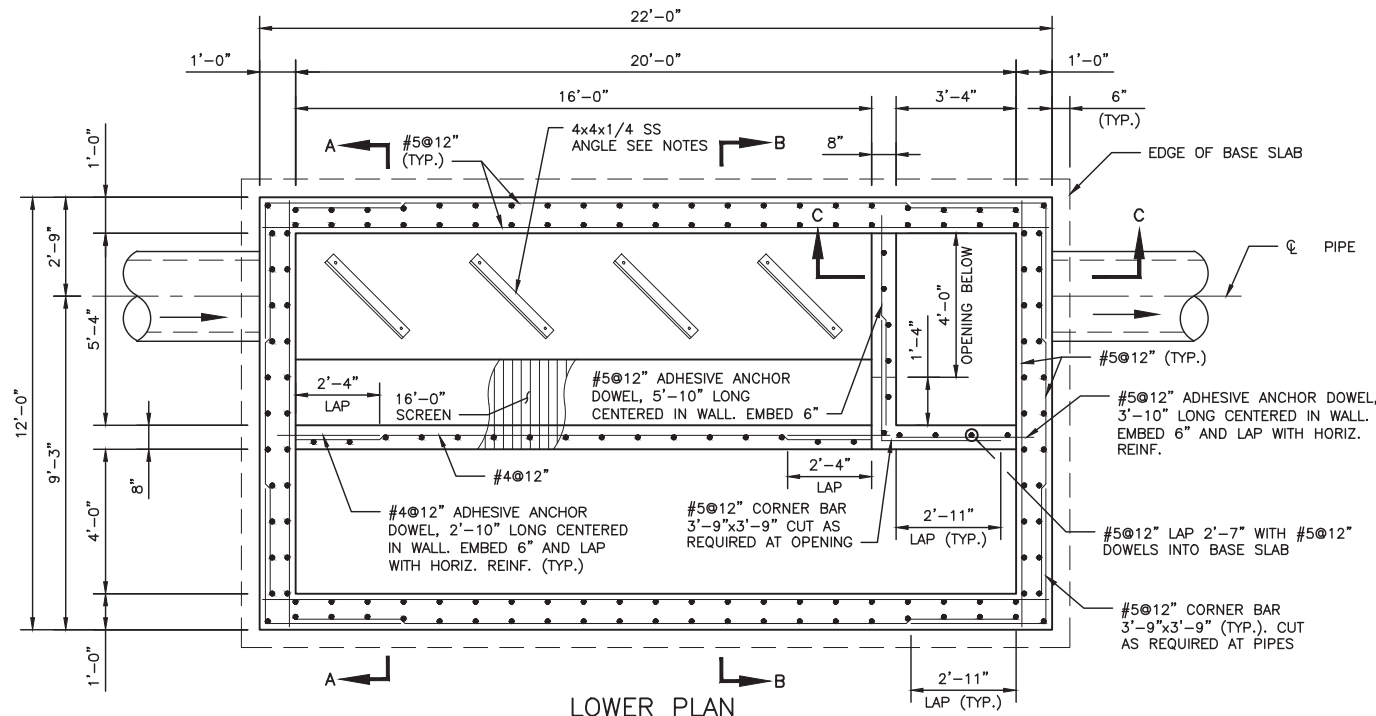 22'-0"
1'-0"
20'-0"
1'-0"
16'-0"
3'-4"
6"
(TYP.)
A
#5@12"
(TYP.)
4x4x1/4 SS
ANGLE SEE NOTES
B
8"
EDGE OF BASE SLAB
1'-0"
C
C
2'-9"
℄ PIPE
4'-0"
OPENING BELOW
5'-4"
1'-4"
12'-0"
9'-3"
#5@12" (TYP.)
2'-4"
LAP
16'-0"
SCREEN
#5@12" ADHESIVE ANCHOR
DOWEL, 5'-10" LONG
CENTERED IN WALL. EMBED 6"
#5@12" ADHESIVE ANCHOR DOWEL,
3'-10" LONG CENTERED IN WALL.
EMBED 6" AND LAP WITH HORIZ.
REINF.
8"
#4@12"
2'-4"
LAP
4'-0"
#4@12" ADHESIVE ANCHOR
DOWEL, 2'-10" LONG CENTERED
IN WALL. EMBED 6" AND LAP
WITH HORIZ. REINF. (TYP.)
#5@12" CORNER BAR
3'-9"x3'-9" CUT AS
REQUIRED AT OPENING
2'-11"
LAP (TYP.)
#5@12" LAP 2'-7" WITH #5@12"
DOWELS INTO BASE SLAB
#5@12" CORNER BAR
3'-9"x3'-9" (TYP.). CUT
AS REQUIRED AT PIPES
1'-0"
A
B
2'-11"
LAP (TYP.)
LOWER PLAN